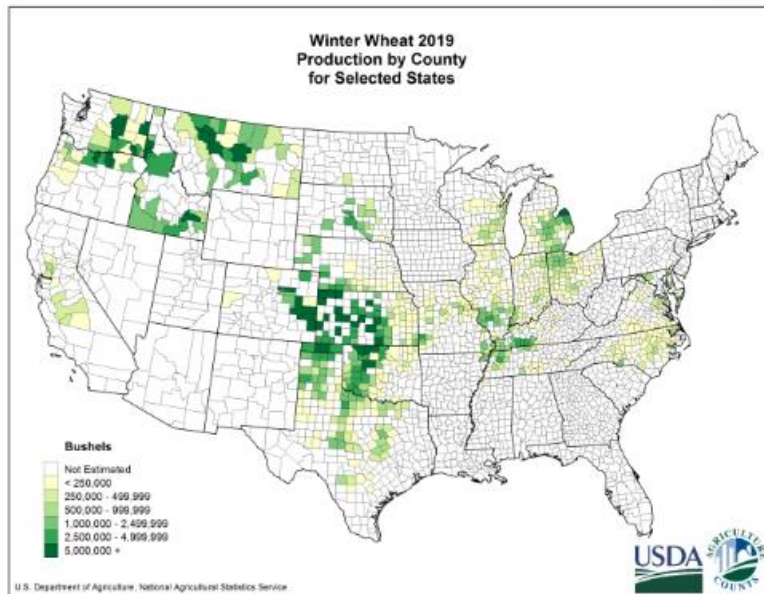 Winter Wheat 2019
Production by County
for Selected States
Bushels
Not Estimated
< 250,000
250,000 - 499,999
500,000 - 999,999
1,000,000 - 2,499,999
2,500,000 - 4,999,999
5,000,000 +
U.S. Department of Agriculture, National Agricultural Statistics Service
USDA
AGRICULTURE
COUNTS